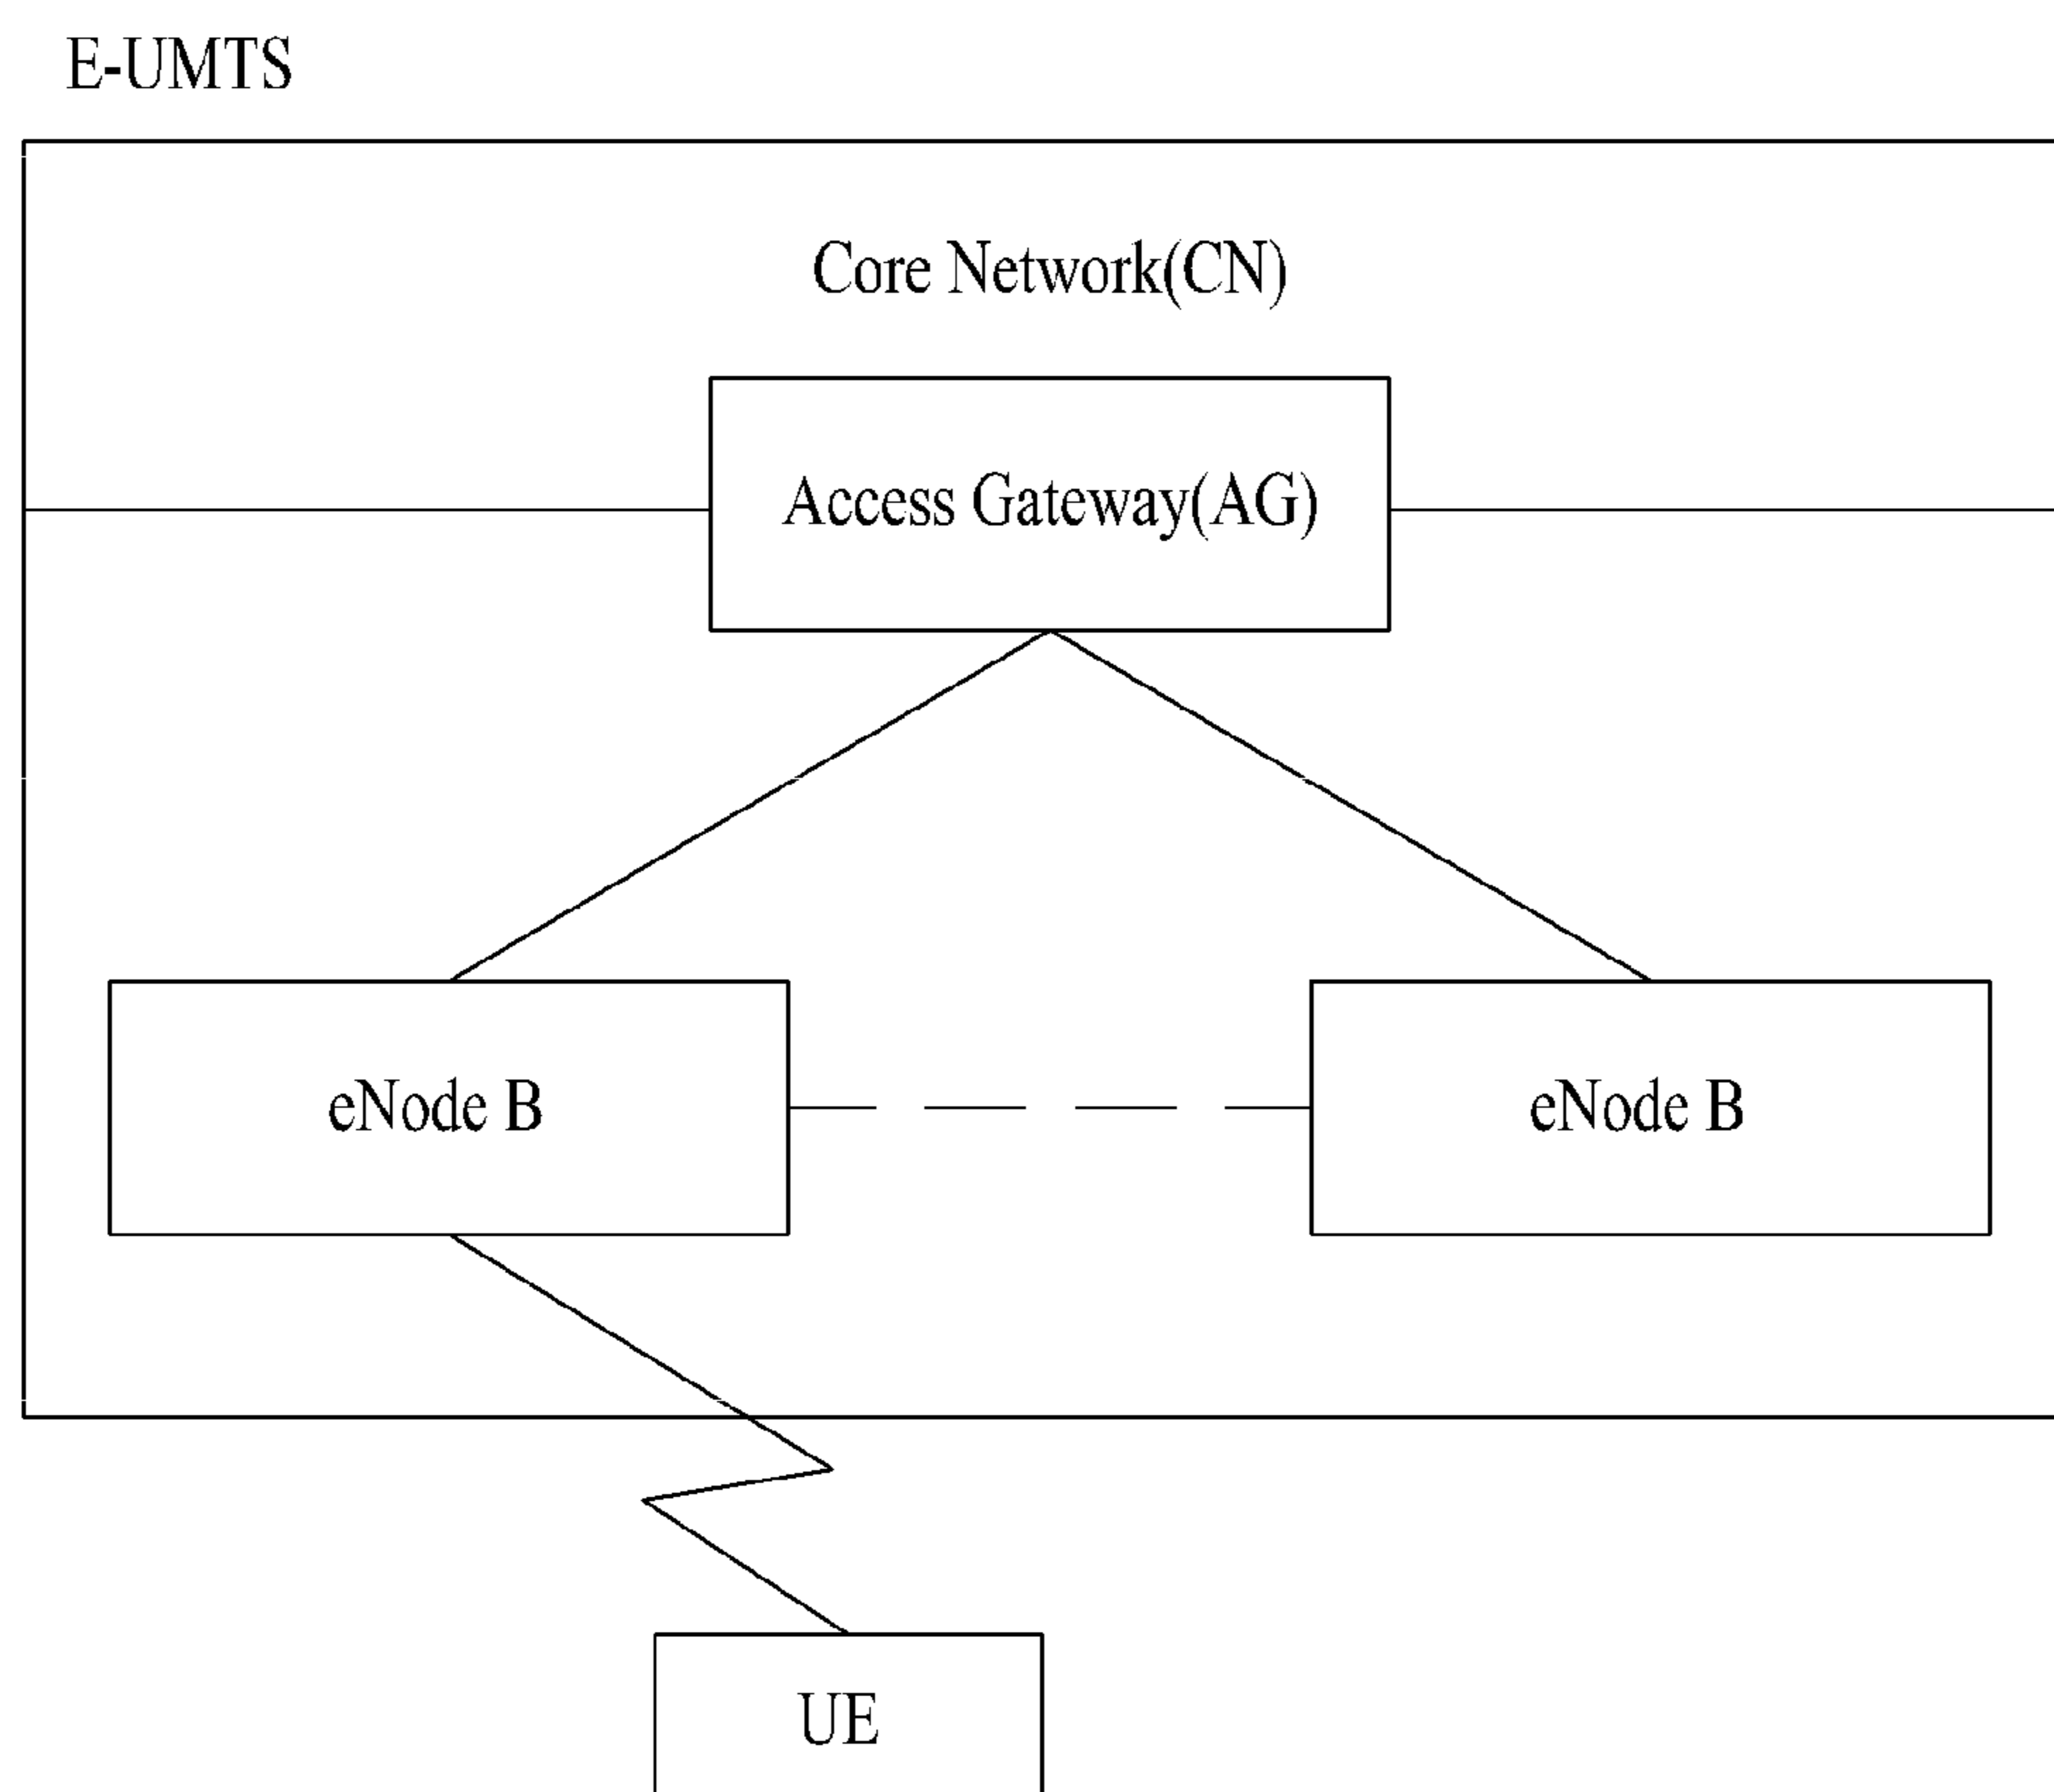 E-UMTS
Core Network(CN)
Access Gateway(AG)
eNode B
eNode B
UE